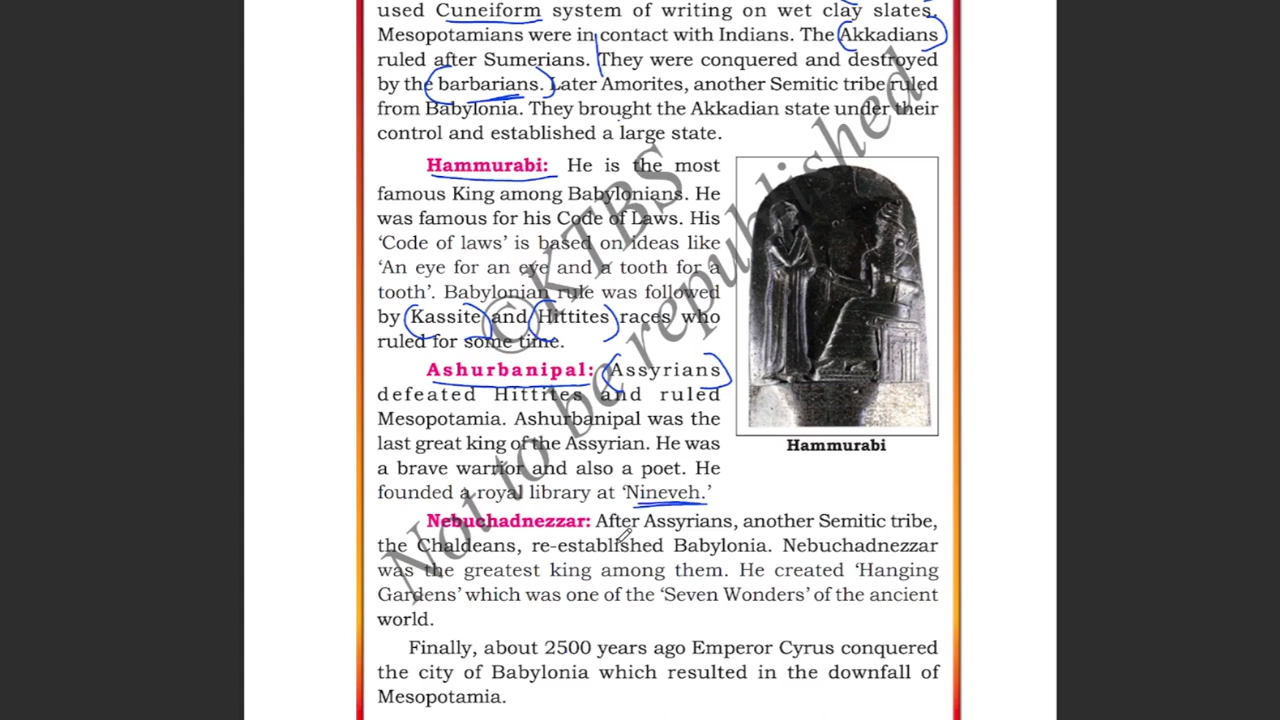 used Cuneiform system of writing on wet clay slates.
Mesopotamians were in contact with Indians. The Akkadians
ruled after Sumerians. They were conquered and destroyed
by the barbarians. Later Amorites, another Semitic tribe ruled
from Babylonia. They brought the Akkadian state under their
control and established a large state.
Hammurabi: He is the most
famous King among Babylonians. He
was famous for his Code of Laws. His
‘Code of laws’ is based on ideas like
‘An eye for an eye and a tooth for a
tooth’. Babylonian rule was followed
by Kassite and Hittites races who
ruled for some time.
Hammurabi
Ashurbanipal: Assyrians
defeated Hittites and ruled
Mesopotamia. Ashurbanipal was the
last great king of the Assyrian. He was
a brave warrior and also a poet. He
founded a royal library at ‘Nineveh.’
Nebuchadnezzar: After Assyrians, another Semitic tribe,
the Chaldeans, re-established Babylonia. Nebuchadnezzar
was the greatest king among them. He created ‘Hanging
Gardens’ which was one of the ‘Seven Wonders’ of the ancient
world.
Finally, about 2500 years ago Emperor Cyrus conquered
the city of Babylonia which resulted in the downfall of
Mesopotamia.
©KTBS
Not to be republished